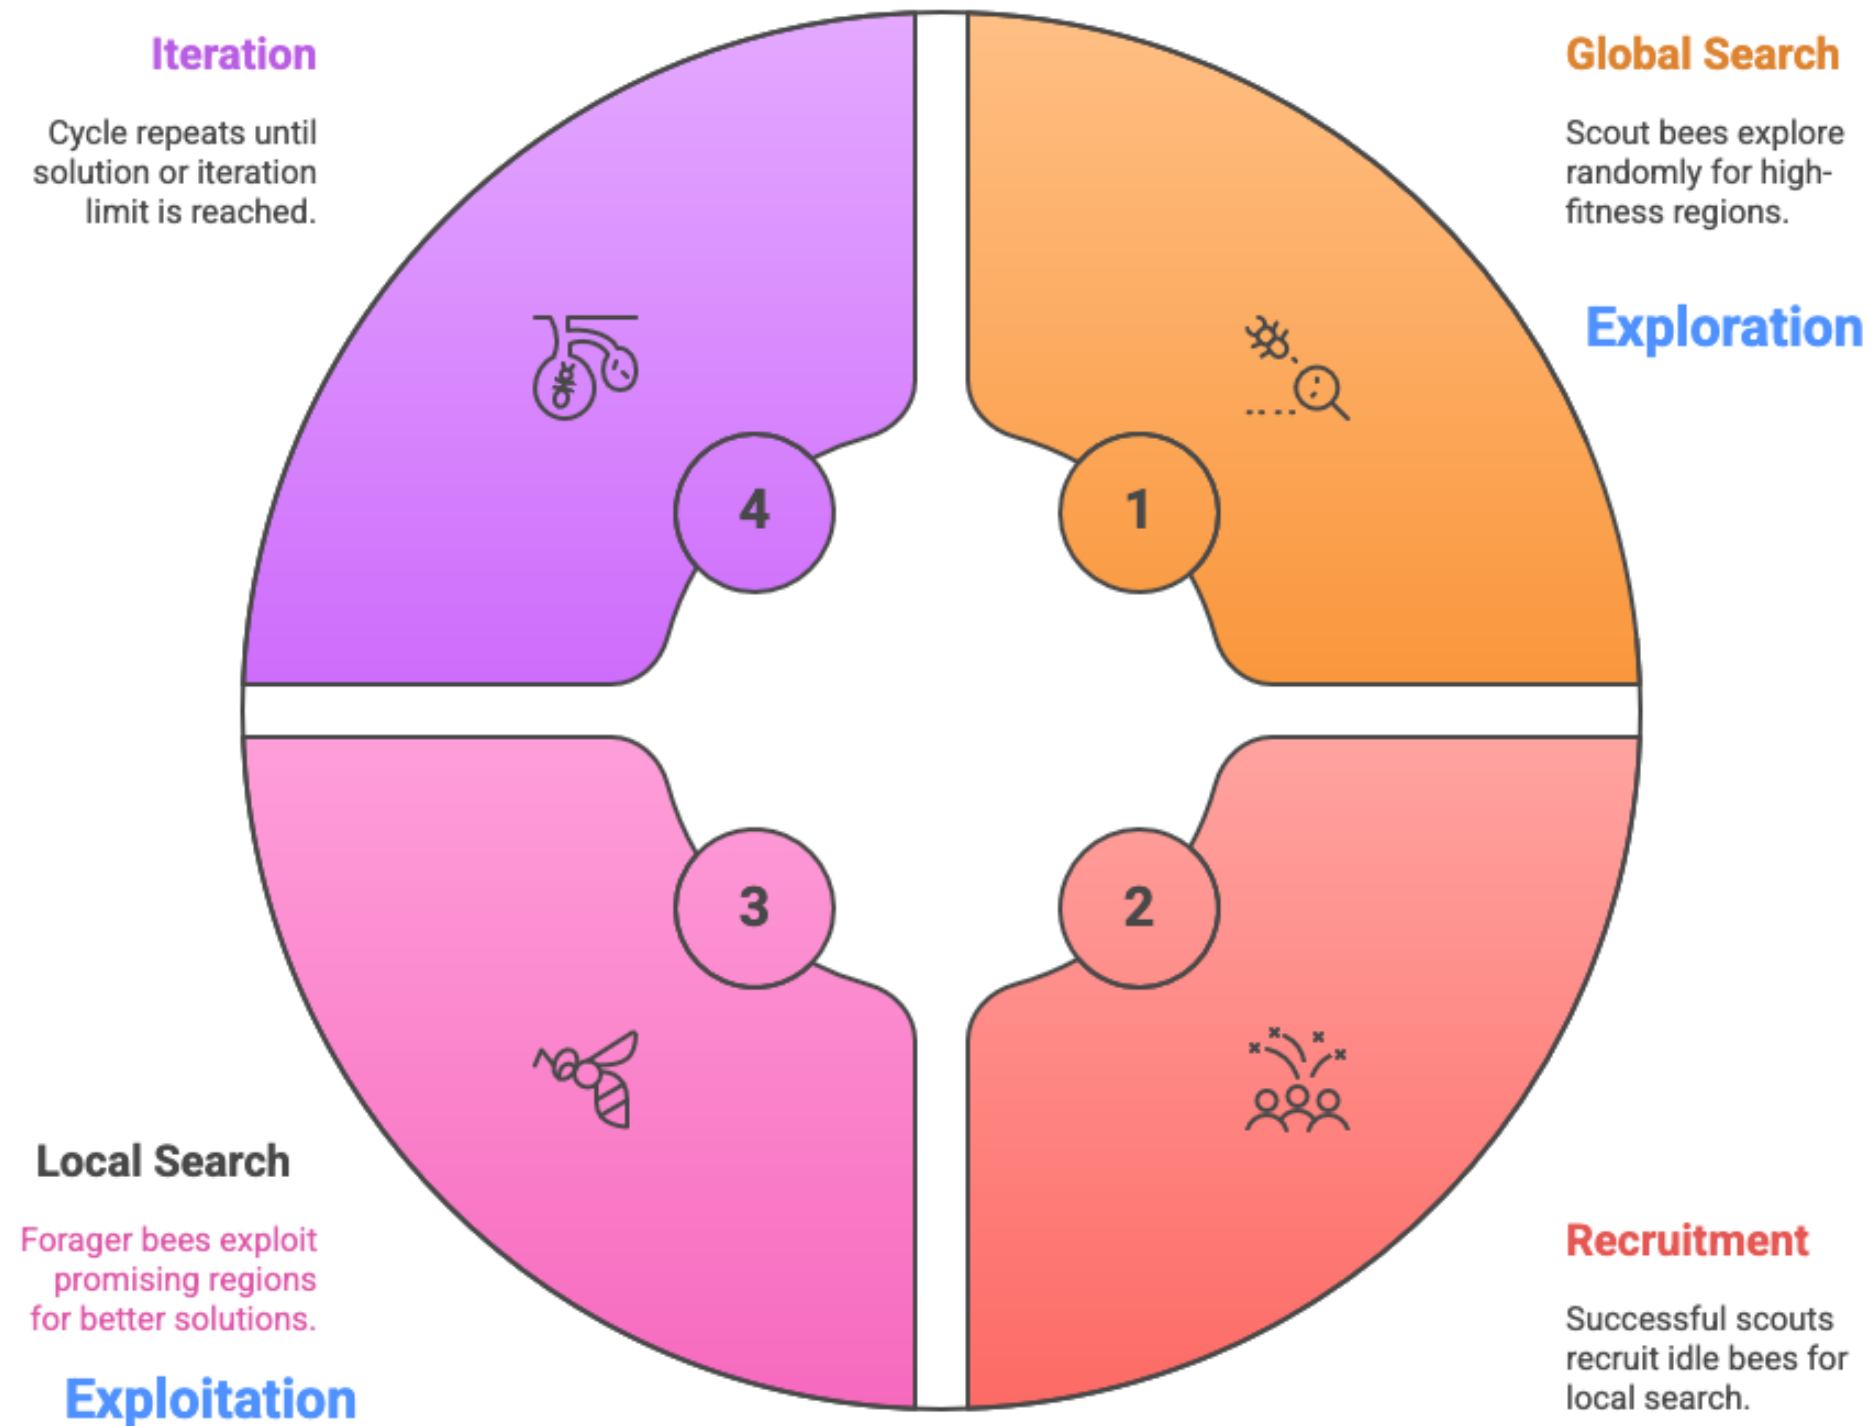 Iteration
Cycle repeats until
solution or iteration
limit is reached.
Global Search
Scout bees explore
randomly for high-
fitness regions.
Exploration
4
1
3
2
Local Search
Forager bees exploit
promising regions
for better solutions.
Exploitation
Recruitment
Successful scouts
recruit idle bees for
local search.